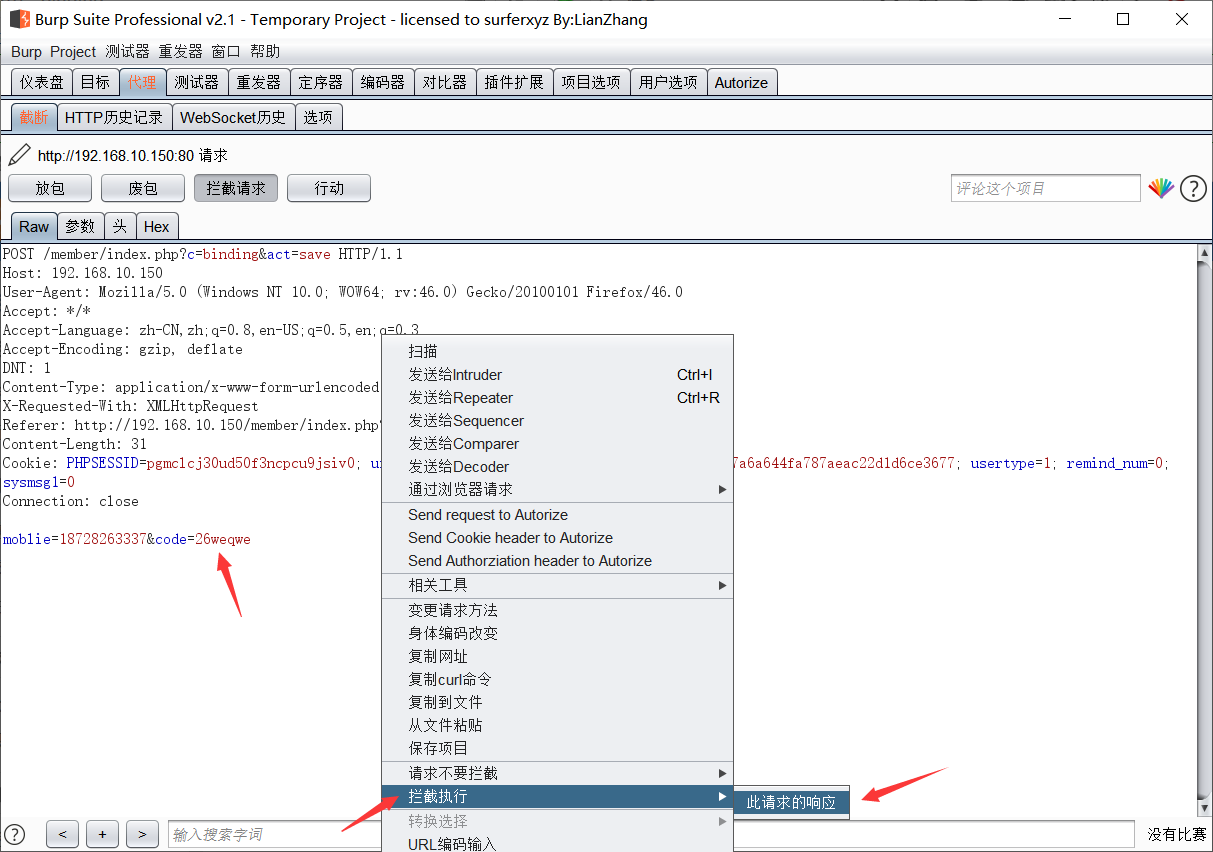 Burp Suite Professional v2.1 - Temporary Project - licensed to surferxyz By:LianZhang
Burp Project 测试器 重发器 窗口 帮助
仪表盘 目标 代理 测试器 重发器 定序器 编码器 对比器 插件扩展 项目选项 用户选项 Autorize
截断 HTTP历史记录 WebSocket历史 选项
http://192.168.10.150:80 请求
放包 废包 拦截请求 行动 评论这个项目 ?
Raw 参数 头 Hex
POST /member/index.php?c=binding&act=save HTTP/1.1
Host: 192.168.10.150
User-Agent: Mozilla/5.0 (Windows NT 10.0; WOW64; rv:46.0) Gecko/20100101 Firefox/46.0
Accept: */*
Accept-Language: zh-CN,zh;q=0.8,en-US;q=0.5,en;q=0.3
Accept-Encoding: gzip, deflate
DNT: 1
Content-Type: application/x-www-form-urlencoded
X-Requested-With: XMLHttpRequest
Referer: http://192.168.10.150/member/index.php?
Content-Length: 31
Cookie: PHPSESSID=pgmclcj30ud50f3ncpcu9jsiv0; 7a6a644fa787aeac22d1d6ce3677; usertype=1; remind_num=0;
sysmsg1=0
Connection: close
moblie=18728263337&code=26weqwe
扫描
发送给Intruder Ctrl+I
发送给Repeater Ctrl+R
发送给Sequencer
发送给Comparer
发送给Decoder
通过浏览器请求
Send request to Autorize
Send Cookie header to Autorize
Send Authorziation header to Autorize
相关工具
变更请求方法
身体编码改变
复制网址
复制curl命令
复制到文件
从文件粘贴
保存项目
请求不要拦截
拦截执行
此请求的响应
转换选择
URL编码输入
? < + > 输入搜索字词 没有比赛